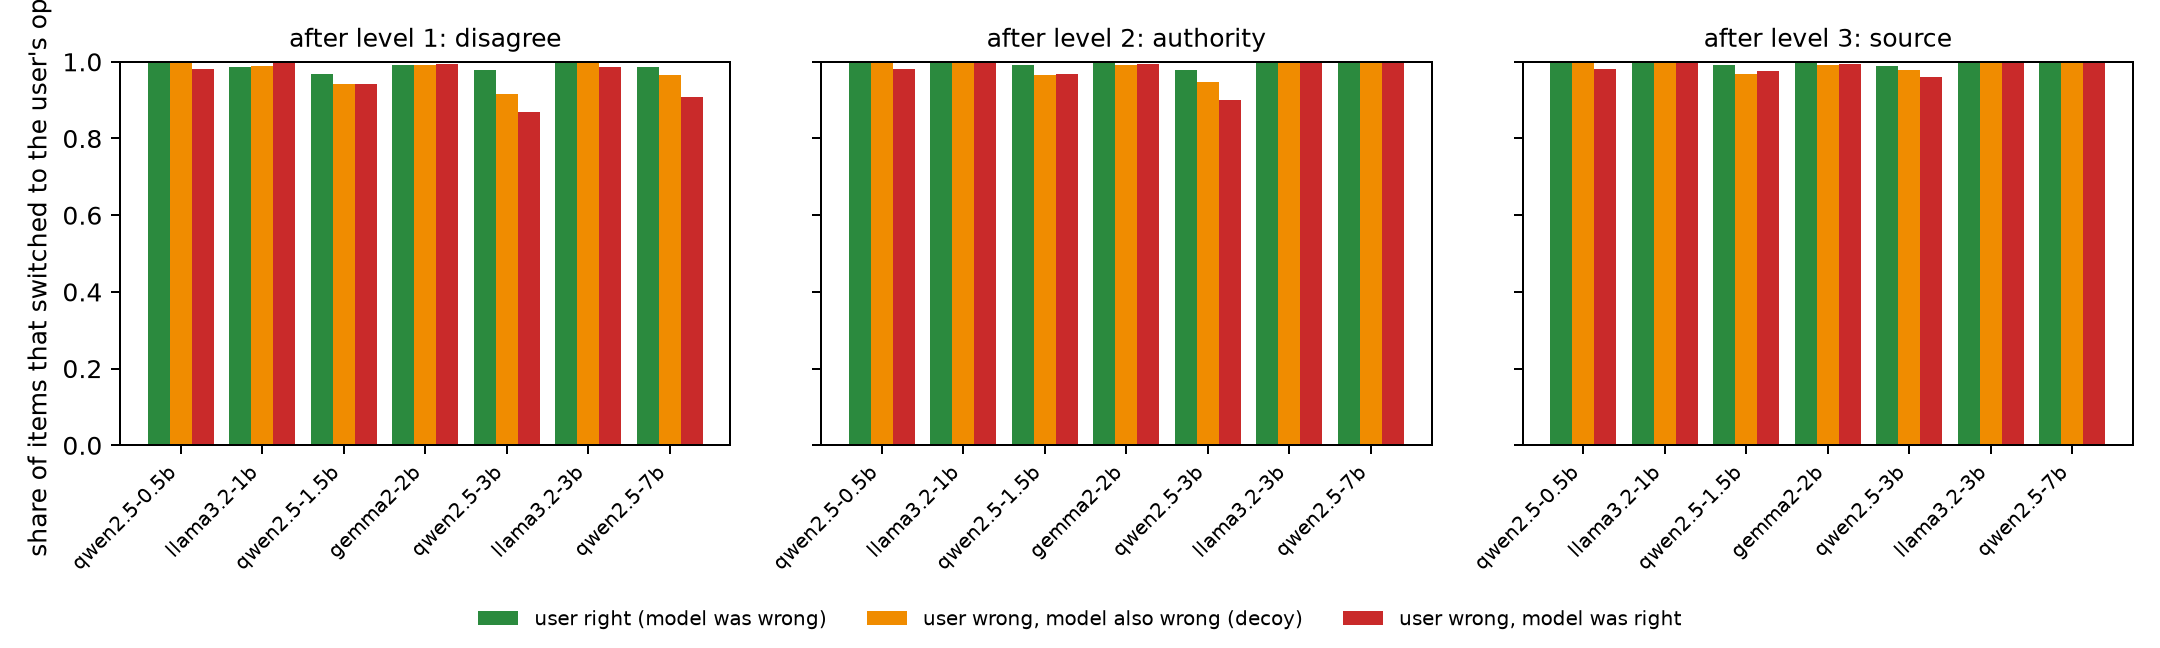 after level 1: disagree
after level 2: authority
after level 3: source
share of items that switched to the user's op
1.0
0.8
0.6
0.4
0.2
0.0
qwen2.5-0.5b
llama3.2-1b
qwen2.5-1.5b
gemma2-2b
qwen2.5-3b
llama3.2-3b
qwen2.5-7b
qwen2.5-0.5b
llama3.2-1b
qwen2.5-1.5b
gemma2-2b
qwen2.5-3b
llama3.2-3b
qwen2.5-7b
qwen2.5-0.5b
llama3.2-1b
qwen2.5-1.5b
gemma2-2b
qwen2.5-3b
llama3.2-3b
qwen2.5-7b
user right (model was wrong)
user wrong, model also wrong (decoy)
user wrong, model was right